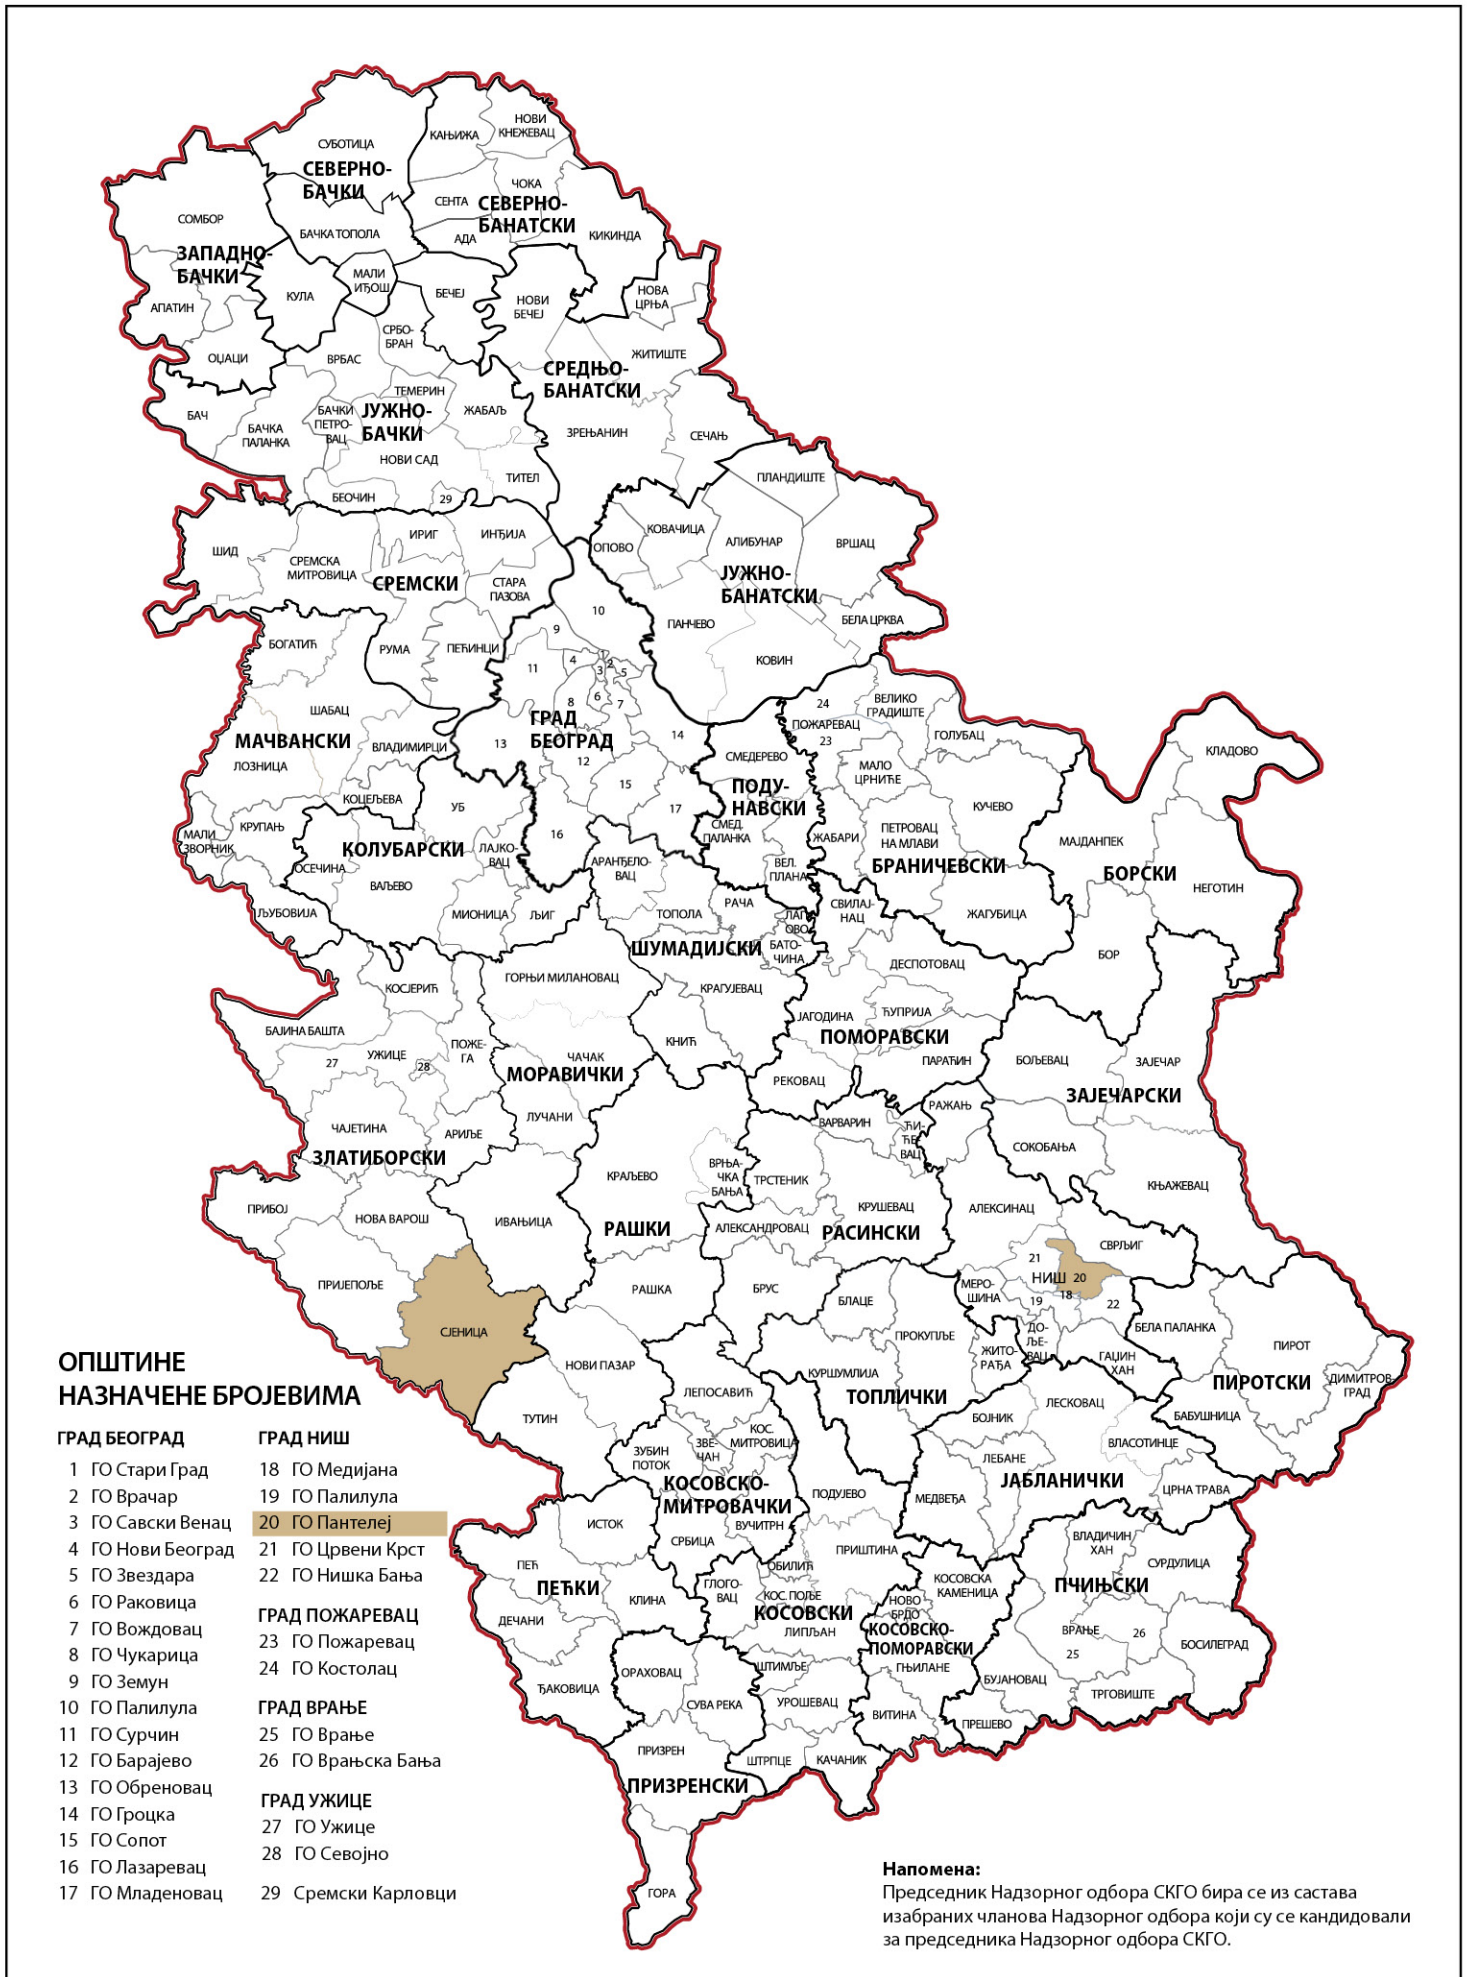 НОВИ
КНЕЖЕВАЦ
КАЊИЖА
СУБОТИЦА
СЕВЕРНО-
БАЧКИ
ЧОКА
СЕНТА
СЕВЕРНО-
БАНАТСКИ
СОМБОР
БАЧКА ТОПОЛА
АДА
КИКИНДА
ЗАПАДНО-
БАЧКИ
МАЛИ
ИЂОШ
КУЛА
БЕЧЕЈ
НОВИ
БЕЧЕЈ
НОВА
ЦРЊА
АПАТИН
СРБО-
БРАН
ОЏАЦИ
ВРБАС
ЖИТИШТЕ
СРЕДЊО-
БАНАТСКИ
ТЕМЕРИН
БАЧ
БАЧКА
ПАЛАНКА
БАЧКИ
ПЕТРО-
ВАЦ
ЈУЖНО-
БАЧКИ
ЖАБАЉ
ЗРЕЊАНИН
СЕЧАЊ
НОВИ САД
ТИТЕЛ
ПЛАНДИШТЕ
БЕОЧИН
29
ШИД
СРЕМСКА
МИТРОВИЦА
ИРИГ
ИНЂИЈА
ОПОВО
КОВАЧИЦА
АЛИБУНАР
ВРШАЦ
СРЕМСКИ
СТАРА
ПАЗОВА
ЈУЖНО-
БАНАТСКИ
10
ПАНЧЕВО
БЕЛА ЦРКВА
9
БОГАТИЋ
РУМА
ПЕЋИНЦИ
КОВИН
11
4
1
2
3
5
6
7
8
ГРАД
БЕОГРАД
24
ПОЖАРЕВАЦ
23
ВЕЛИКО
ГРАДИШТЕ
ГОЛУБАЦ
ШАБАЦ
МАЧВАНСКИ
ВЛАДИМИРЦИ
13
14
12
СМЕДЕРЕВО
КЛАДОВО
ЛОЗНИЦА
МАЛО
ЦРНИЋЕ
15
ПОДУ-
НАВСКИ
КОЦЕЉЕВА
УБ
17
КУЧЕВО
МАЛИ
ЗВОРНИК
КРУПАЊ
16
СМЕД.
ПАЛАНКА
ЖАБАРИ
ПЕТРОВАЦ
НА МЛАВИ
МАЈДАНПЕК
КОЛУБАРСКИ
ЛАЈКО-
ВАЦ
ОСЕЧИНА
ВАЉЕВО
АРАНЂЕЛО-
ВАЦ
ВЕЛ.
ПЛАНА
БРАНИЧЕВСКИ
БОРСКИ
НЕГОТИН
ЉУБОВИЈА
МИОНИЦА
ЉИГ
ТОПОЛА
РАЧА
ЛАП
ОВО
СВИЛАЈ-
НАЦ
ЖАГУБИЦА
ШУМАДИЈСКИ
БАТО-
ЧИНА
БОР
ДЕСПОТОВАЦ
КОСЈЕРИЋ
ГОРЊИ МИЛАНОВАЦ
КРАГУЈЕВАЦ
ЈАГОДИНА
ЋУПРИЈА
БАЈИНА БАШТА
ПОМОРАВСКИ
27
УЖИЦЕ
28
ПОЖЕ-
ГА
ЧАЧАК
МОРАВИЧКИ
КНИЋ
ПАРАЋИН
БОЉЕВАЦ
ЗАЈЕЧАР
РЕКОВАЦ
ЗАЈЕЧАРСКИ
РАЖАЊ
ЛУЧАНИ
ВАРВАРИН
ЋИ-
ЋЕ-
ВАЦ
ЧАЈЕТИНА
АРИЉЕ
ЗЛАТИБОРСКИ
СОКОБАЊА
КРАЉЕВО
ВРЊА-
ЧКА
БАЊА
ТРСТЕНИК
КЊАЖЕВАЦ
ПРИБОЈ
НОВА ВАРОШ
ИВАЊИЦА
РАШКИ
АЛЕКСАНДРОВАЦ
КРУШЕВАЦ
РАСИНСКИ
АЛЕКСИНАЦ
СВРЉИГ
21
НИШ
20
18
19
22
ПРИЈЕПОЉЕ
РАШКА
БРУС
БЛАЦЕ
МЕРО-
ШИНА
СЈЕНИЦА
ПРОКУПЉЕ
ДО-
ЉЕ-
ВАЦ
БЕЛА ПАЛАНКА
ПИРОТ
ЖИТО-
РАЂА
ГАЏИН
ХАН
НОВИ ПАЗАР
КУРШУМЛИЈА
ТОПЛИЧКИ
ПИРОТСКИ
ДИМИТРОВ-
ГРАД
ЛЕПОСАВИЋ
ТУТИН
БОЈНИК
ЛЕСКОВАЦ
БАБУШНИЦА
ЗУБИН
ПОТОК
ЗВЕ-
ЧАН
КОС.
МИТРОВИЦА
ЛЕБАНЕ
ВЛАСОТИНЦЕ
КОСОВСКО-
МИТРОВАЧКИ
ПОДУЈЕВО
МЕДВЕЂА
ЈАБЛАНИЧКИ
ЦРНА ТРАВА
ИСТОК
СРБИЦА
ВУЧИТРН
ПРИШТИНА
ВЛАДИЧИН
ХАН
СУРДУЛИЦА
ПЕЋ
ПЕЋКИ
КЛИНА
ГЛОГО-
ВАЦ
ОБИЛИЋ
КОС. ПОЉЕ
КОСОВСКИ
КОСОВСКА
КАМЕНИЦА
НОВО
БРДО
ПЧИЊСКИ
ДЕЧАНИ
ЛИПЉАН
КОСОВСКО-
ПОМОРАВСКИ
ВРАЊЕ
25
26
БОСИЛЕГРАД
ЂАКОВИЦА
ОРАХОВАЦ
ШТИМЉЕ
ГЊИЛАНЕ
БУЈАНОВАЦ
СУВА РЕКА
УРОШЕВАЦ
ВИТИНА
ТРГОВИШТЕ
ПРЕШЕВО
ПРИЗРЕН
ШТРПЦЕ
КАЧАНИК
ПРИЗРЕНСКИ
ГОРА
ОПШТИНЕ
НАЗНАЧЕНЕ БРОЈЕВИМА
ГРАД БЕОГРАД
1 ГО Стари Град
2 ГО Врачар
3 ГО Савски Венац
4 ГО Нови Београд
5 ГО Звездара
6 ГО Раковица
7 ГО Вождовац
8 ГО Чукарица
9 ГО Земун
10 ГО Палилула
11 ГО Сурчин
12 ГО Барајево
13 ГО Обреновац
14 ГО Гроцка
15 ГО Сопот
16 ГО Лазаревац
17 ГО Младеновац
ГРАД НИШ
18 ГО Медијана
19 ГО Палилула
20 ГО Пантелеј
21 ГО Црвени Крст
22 ГО Нишка Бања
ГРАД ПОЖАРЕВАЦ
23 ГО Пожаревац
24 ГО Костолац
ГРАД ВРАЊЕ
25 ГО Врање
26 ГО Врањска Бања
ГРАД УЖИЦЕ
27 ГО Ужице
28 ГО Севојно
29 Сремски Карловци
Напомена:
Председник Надзорног одбора СКГО бира се из састава
изабраних чланова Надзорног одбора који су се кандидовали
за председника Надзорног одбора СКГО.